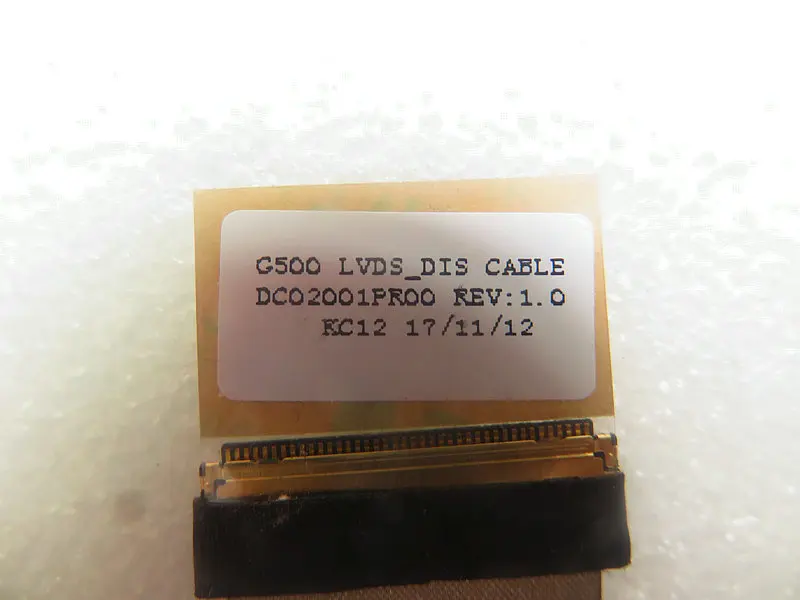 G500 LVDS_DIS CABLE
DC02001PR00 REV:1.0
KC12 17/11/12